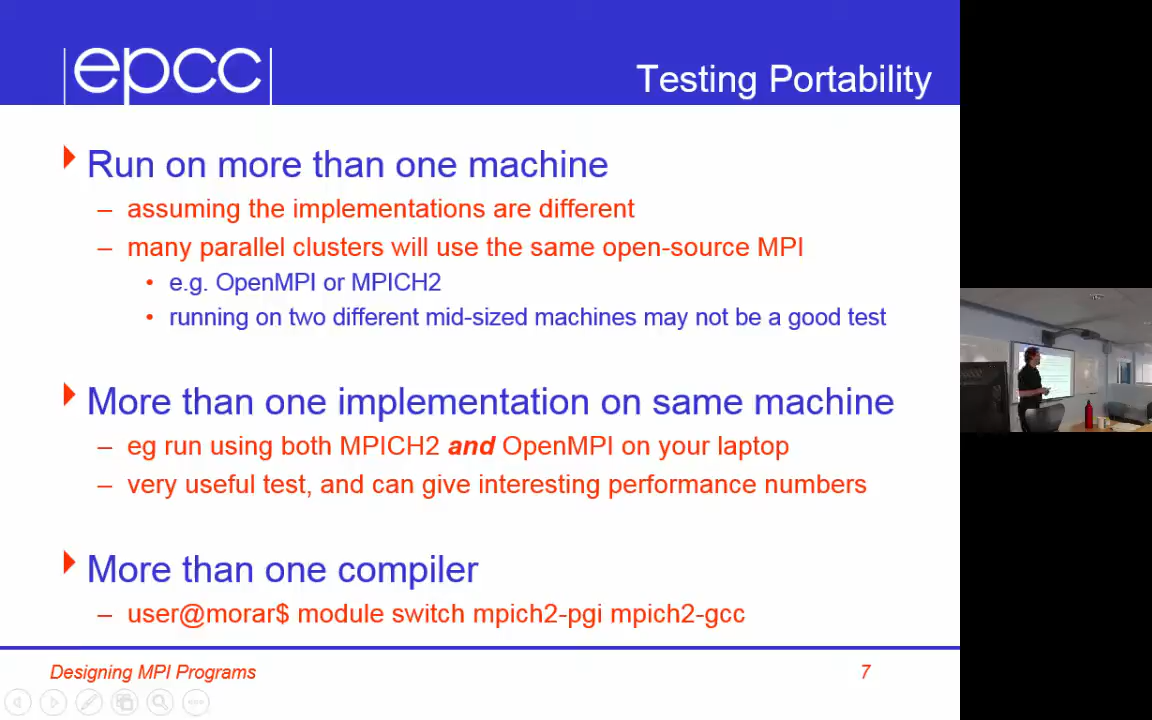 epcc
Testing Portability
Run on more than one machine
– assuming the implementations are different
– many parallel clusters will use the same open-source MPI
• e.g. OpenMPI or MPICH2
• running on two different mid-sized machines may not be a good test
More than one implementation on same machine
– eg run using both MPICH2 and OpenMPI on your laptop
– very useful test, and can give interesting performance numbers
More than one compiler
– user@morar$ module switch mpich2-pgi mpich2-gcc
Designing MPI Programs
7